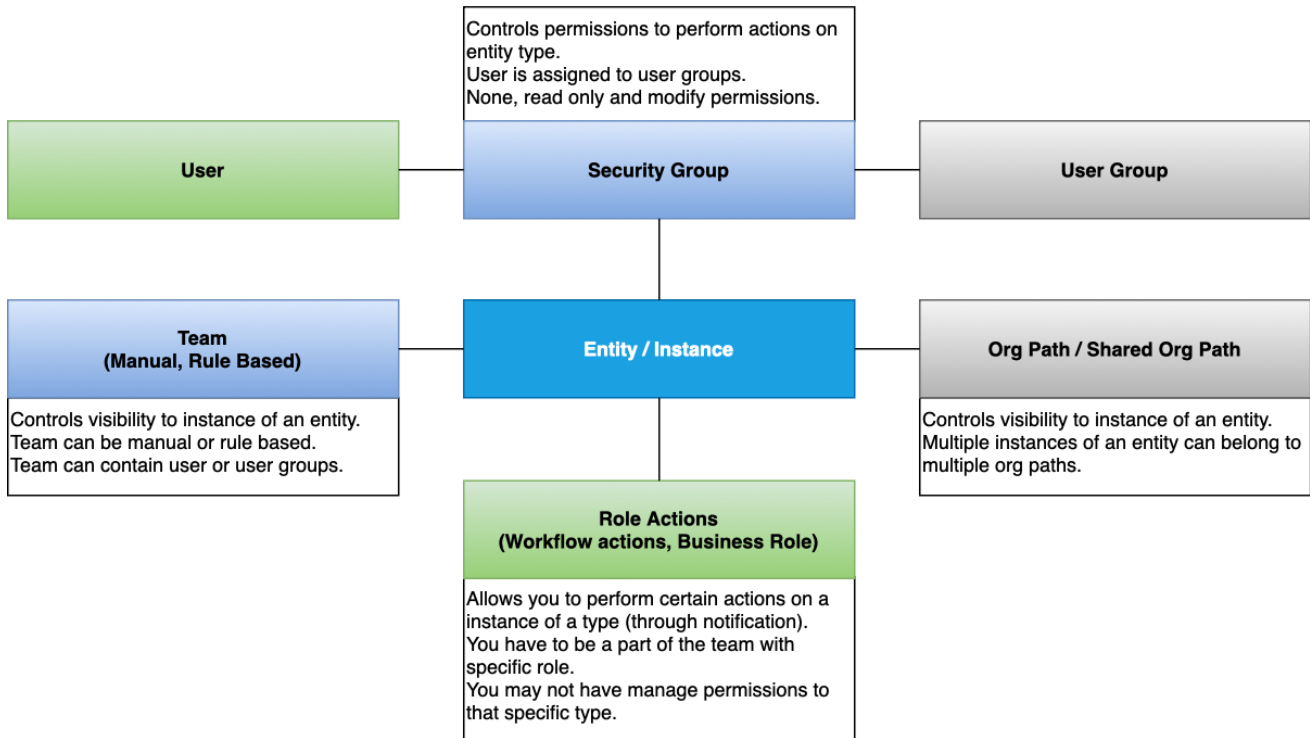 Controls permissions to perform actions on
entity type.
User is assigned to user groups.
None, read only and modify permissions.
User
Security Group
User Group
Team
(Manual, Rule Based)
Entity / Instance
Org Path / Shared Org Path
Controls visibility to instance of an entity.
Team can be manual or rule based.
Team can contain user or user groups.
Controls visibility to instance of an entity.
Multiple instances of an entity can belong to
multiple org paths.
Role Actions
(Workflow actions, Business Role)
Allows you to perform certain actions on a
instance of a type (through notification).
You have to be a part of the team with
specific role.
You may not have manage permissions to
that specific type.